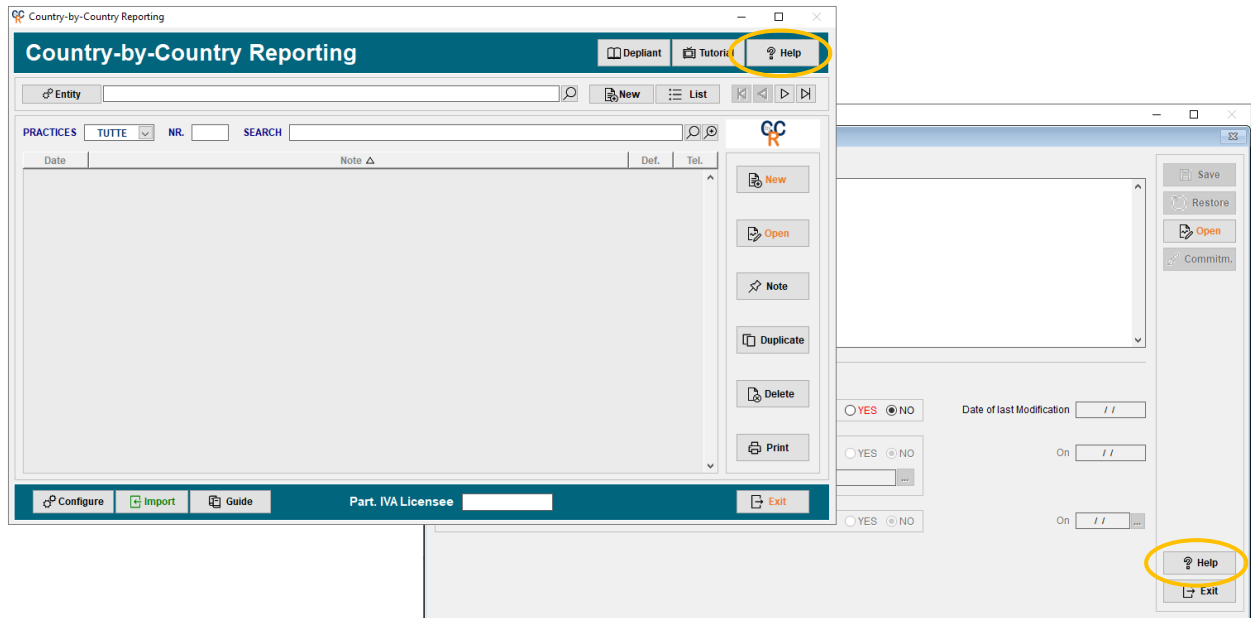 Country-by-Country Reporting
Country-by-Country Reporting
Depliant Tutorial ? Help
Entity New List
PRACTICES TUTTE NR. SEARCH
CbCR
Date Note Def. Tel.
New
Open
Note
Duplicate
Delete
Print
Configure Import Guide Part. IVA Licensee Exit
Save
Restore
Open
Commitm.
YES NO Date of last Modification / /
YES NO On / /
...
YES NO On / / ...
? Help
Exit